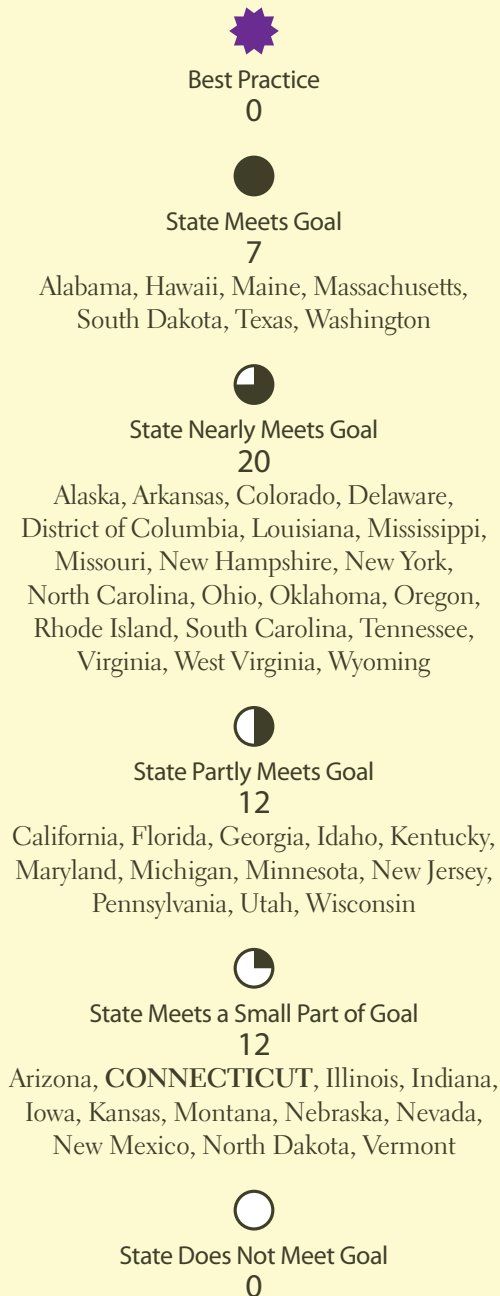 Best Practice
0
State Meets Goal
7
Alabama, Hawaii, Maine, Massachusetts,
South Dakota, Texas, Washington
State Nearly Meets Goal
20
Alaska, Arkansas, Colorado, Delaware,
District of Columbia, Louisiana, Mississippi,
Missouri, New Hampshire, New York,
North Carolina, Ohio, Oklahoma, Oregon,
Rhode Island, South Carolina, Tennessee,
Virginia, West Virginia, Wyoming
State Partly Meets Goal
12
California, Florida, Georgia, Idaho, Kentucky,
Maryland, Michigan, Minnesota, New Jersey,
Pennsylvania, Utah, Wisconsin
State Meets a Small Part of Goal
12
Arizona, CONNECTICUT, Illinois, Indiana,
Iowa, Kansas, Montana, Nebraska, Nevada,
New Mexico, North Dakota, Vermont
State Does Not Meet Goal
0